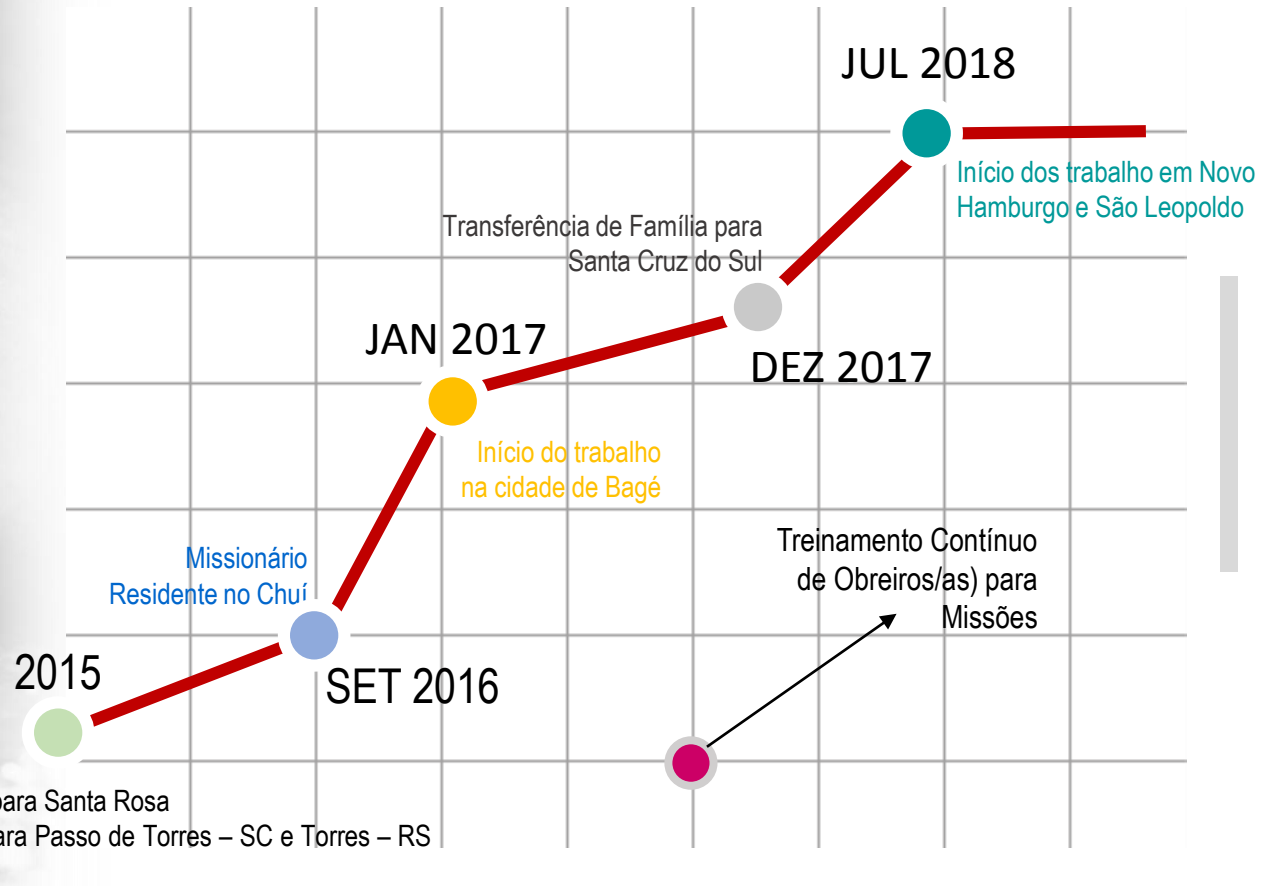 JUL 2018
Início dos trabalho em Novo
Hamburgo e São Leopoldo
Transferência de Família para
Santa Cruz do Sul
JAN 2017
DEZ 2017
Início do trabalho
na cidade de Bagé
Treinamento Contínuo
de Obreiros/as) para
Missões
Missionário
Residente no Chuí
2015
SET 2016
para Santa Rosa
Passo de Torres – SC e Torres – RS